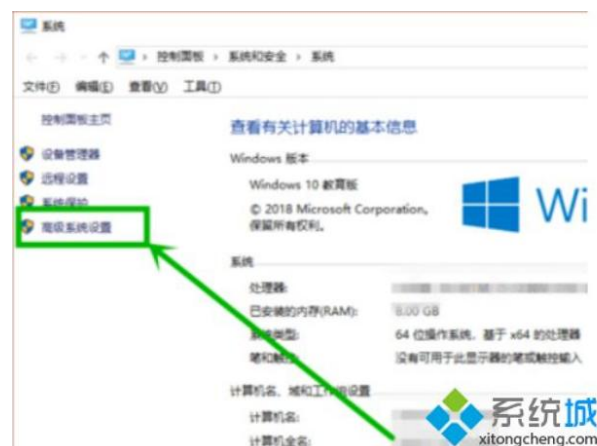 系统
控制面板 › 系统和安全 › 系统
文件(F) 编辑(E) 查看(V) 工具(T)
控制面板主页
设备管理器
远程设置
系统保护
高级系统设置
查看有关计算机的基本信息
Windows 版本
Windows 10 教育版
© 2018 Microsoft Corporation。
保留所有权利。
Wi
系统
处理器:
已安装的内存(RAM): 8.00 GB
系统类型: 64 位操作系统, 基于 x64 的处理器
笔和触控: 没有可用于此显示器的笔或触控输入
计算机名、域和工作组设置
计算机名:
计算机全名:
系统城
xitongcheng.com